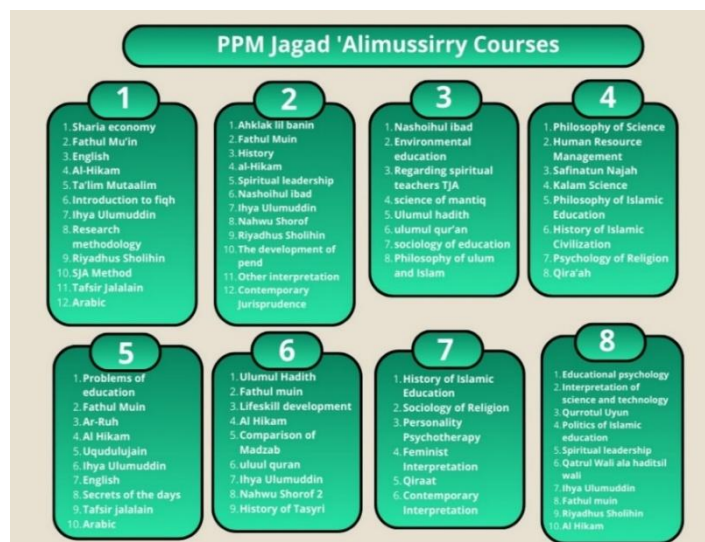 PPM Jagad 'Alimussirry Courses
1
1. Sharia economy
2. Fathul Mu'in
3. English
4. Al-Hikam
5. Ta'lim Mutaalim
6. Introduction to fiqh
7. Ihya Ulumuddin
8. Research
methodology
9. Riyadhus Sholihin
10. SJA Method
11. Tafsir Jalalain
12. Arabic
2
1. Ahklak lil banin
2. Fathul Muin
3. History
4. al-Hikam
5. Spiritual leadership
6. Nashoihul ibad
7. Ihya Ulumuddin
8. Nahwu Shorof
9. Riyadhus Sholihin
10. The development of
pend
11. Other interpretation
12. Contemporary
Jurisprudence
3
1. Nashoihul ibad
2. Environmental
education
3. Regarding spiritual
teachers TJA
4. science of mantiq
5. Ulumul hadith
6. ulumul qur'an
7. sociology of education
8. Philosophy of ulum
and Islam
4
1. Philosophy of Science
2. Human Resource
Management
3. Safinatun Najah
4. Kalam Science
5. Philosophy of Islamic
Education
6. History of Islamic
Civilization
7. Psychology of Religion
8. Qira'ah
5
1. Problems of
education
2. Fathul Muin
3. Ar-Ruh
4. Al Hikam
5. Uqudulujain
6. Ihya Ulumuddin
7. English
8. Secrets of the days
9. Tafsir jalalain
10. Arabic
6
1. Ulumul Hadith
2. Fathul muin
3. Lifeskill development
4. Al Hikam
5. Comparison of
Madzab
6. uluul quran
7. Ihya Ulumuddin
8. Nahwu Shorof 2
9. History of Tasyri
7
1. History of Islamic
Education
2. Sociology of Religion
3. Personality
Psychotherapy
4. Feminist
Interpretation
5. Qiraat
6. Contemporary
Interpretation
8
1. Educational psychology
2. Interpretation of
science and technology
3. Qurrotul Uyun
4. Politics of Islamic
education
5. Spiritual leadership
6. Qatrul Wali ala haditsil
wali
7. Ihya Ulumuddin
8. Fathul muin
9. Riyadhus Sholihin
10. Al Hikam